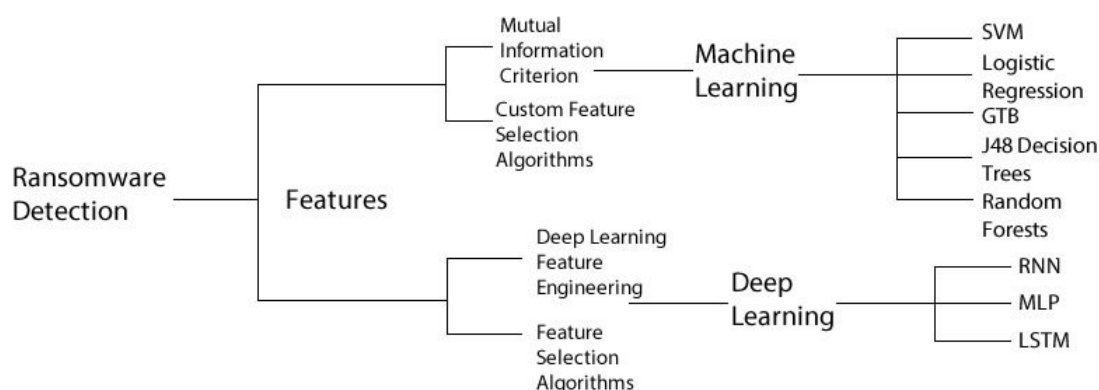 Ransomware
Detection
Features
Mutual
Information
Criterion
Custom Feature
Selection
Algorithms
Machine
Learning
SVM
Logistic
Regression
GTB
J48 Decision
Trees
Random
Forests
Deep Learning
Feature
Engineering
Feature
Selection
Algorithms
Deep
Learning
RNN
MLP
LSTM